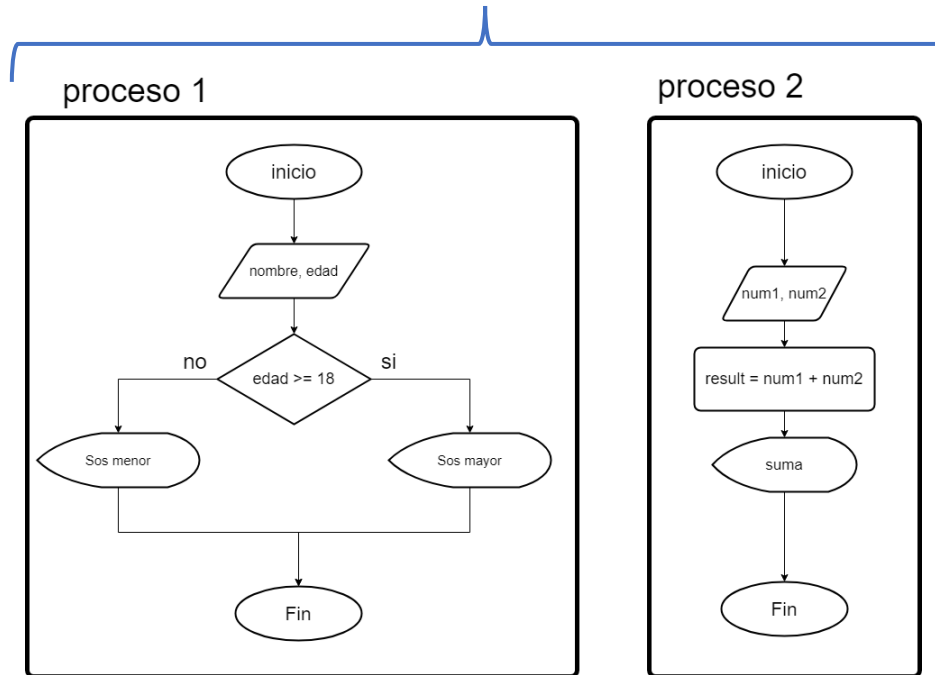 proceso 1
inicio
nombre, edad
no
si
edad >= 18
Sos menor
Sos mayor
Fin
proceso 2
inicio
num1, num2
result = num1 + num2
suma
Fin